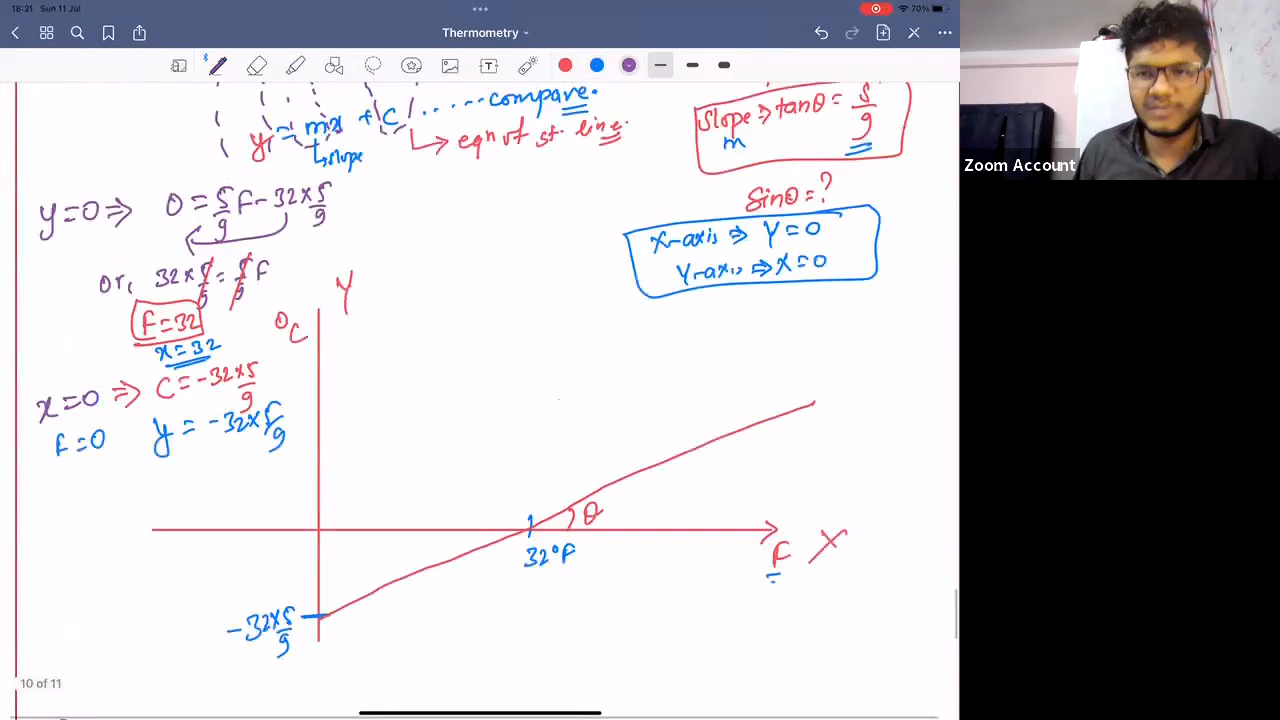 18:21 Sun 11 Jul
70%
Thermometry
y = mx + C ...... compare.
↳ slope
↳ eqn of st. line.
slope ⇒ tanθ = 5/9
m
Sinθ = ?
X-axis ⇒ Y=0
Y-axis ⇒ X=0
y=0 ⇒ 0 = 5/9 F - 32×5/9
or, 32×5/9 = 5/9 F
F=32
x=32
x=0 ⇒ C = -32×5/9
F=0 y = -32×5/9
Y
°C
θ
32°F
F X
-32×5/9
10 of 11
Zoom Account